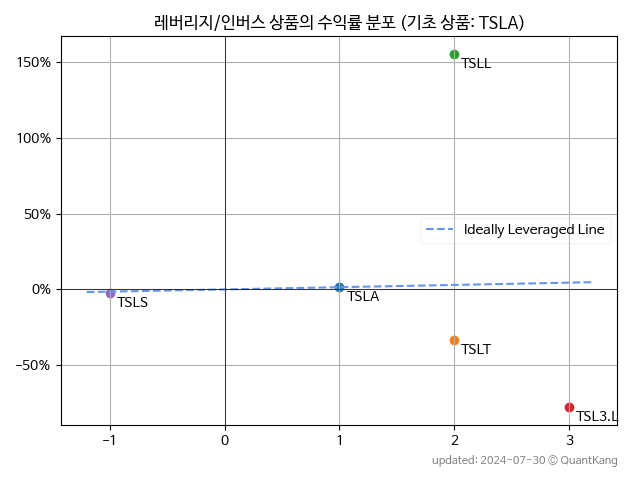 레버리지/인버스 상품의 수익률 분포 (기초 상품: TSLA)
150%
TSLL
100%
50%
Ideally Leveraged Line
0%
TSLS
TSLA
TSLT
−50%
TSL3.L
−1
0
1
2
3
updated: 2024-07-30 © QuantKang